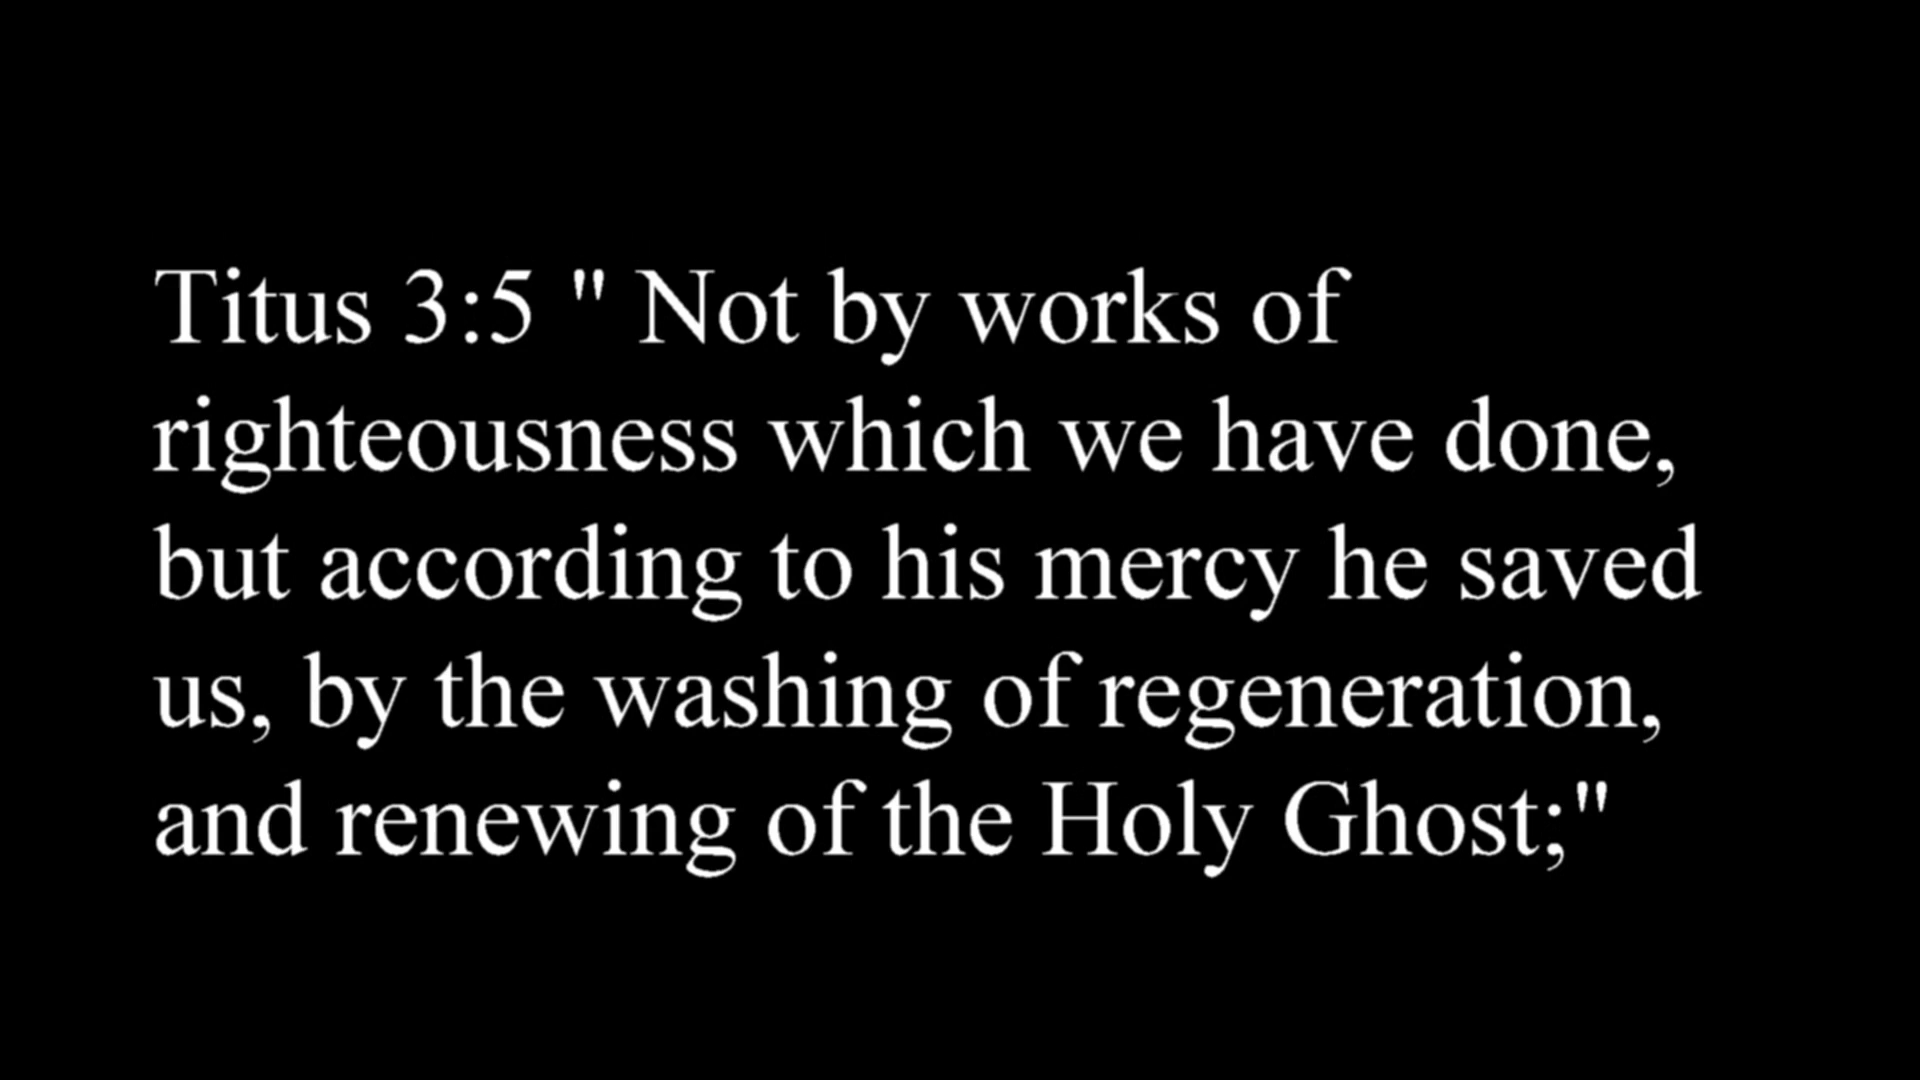 Titus 3:5 " Not by works of
righteousness which we have done,
but according to his mercy he saved
us, by the washing of regeneration,
and renewing of the Holy Ghost;"